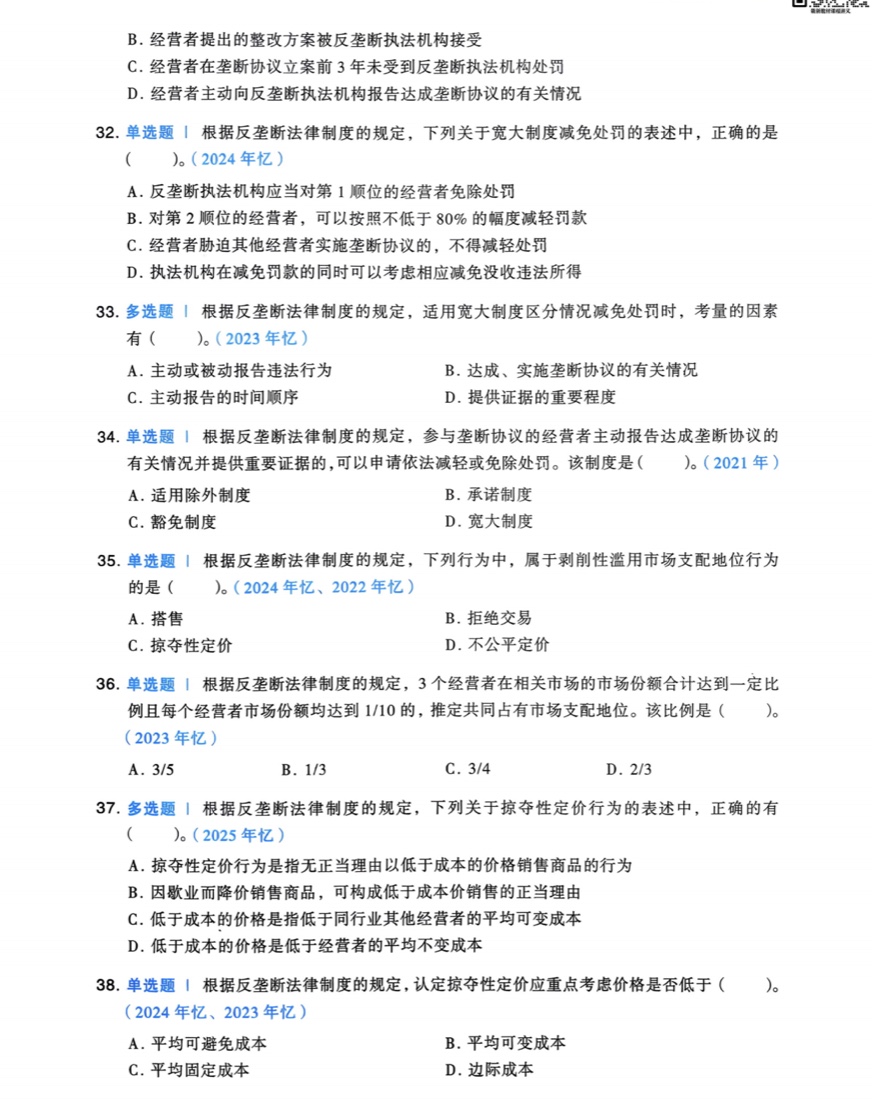 B. 经营者提出的整改方案被反垄断执法机构接受
C. 经营者在垄断协议立案前 3 年未受到反垄断执法机构处罚
D. 经营者主动向反垄断执法机构报告达成垄断协议的有关情况
32. 单选题 | 根据反垄断法律制度的规定，下列关于宽大制度减免处罚的表述中，正确的是
(　　)。（2024 年忆）
A. 反垄断执法机构应当对第 1 顺位的经营者免除处罚
B. 对第 2 顺位的经营者，可以按照不低于 80% 的幅度减轻罚款
C. 经营者胁迫其他经营者实施垄断协议的，不得减轻处罚
D. 执法机构在减免罚款的同时可以考虑相应减免没收违法所得
33. 多选题 | 根据反垄断法律制度的规定，适用宽大制度区分情况减免处罚时，考量的因素
有 (　　)。（2023 年忆）
A. 主动或被动报告违法行为　　B. 达成、实施垄断协议的有关情况
C. 主动报告的时间顺序　　D. 提供证据的重要程度
34. 单选题 | 根据反垄断法律制度的规定，参与垄断协议的经营者主动报告达成垄断协议的
有关情况并提供重要证据的，可以申请依法减轻或免除处罚。该制度是 (　　)。（2021 年）
A. 适用除外制度　　B. 承诺制度
C. 豁免制度　　D. 宽大制度
35. 单选题 | 根据反垄断法律制度的规定，下列行为中，属于剥削性滥用市场支配地位行为
的是 (　　)。（2024 年忆、2022 年忆）
A. 搭售　　B. 拒绝交易
C. 掠夺性定价　　D. 不公平定价
36. 单选题 | 根据反垄断法律制度的规定，3 个经营者在相关市场的市场份额合计达到一定比
例且每个经营者市场份额均达到 1/10 的，推定共同占有市场支配地位。该比例是 (　　)。
（2023 年忆）
A. 3/5　　B. 1/3　　C. 3/4　　D. 2/3
37. 多选题 | 根据反垄断法律制度的规定，下列关于掠夺性定价行为的表述中，正确的有
(　　)。（2025 年忆）
A. 掠夺性定价行为是指无正当理由以低于成本的价格销售商品的行为
B. 因歇业而降价销售商品，可构成低于成本价销售的正当理由
C. 低于成本的价格是指低于同行业其他经营者的平均可变成本
D. 低于成本的价格是低于经营者的平均不变成本
38. 单选题 | 根据反垄断法律制度的规定，认定掠夺性定价应重点考虑价格是否低于 (　　)。
（2024 年忆、2023 年忆）
A. 平均可避免成本　　B. 平均可变成本
C. 平均固定成本　　D. 边际成本